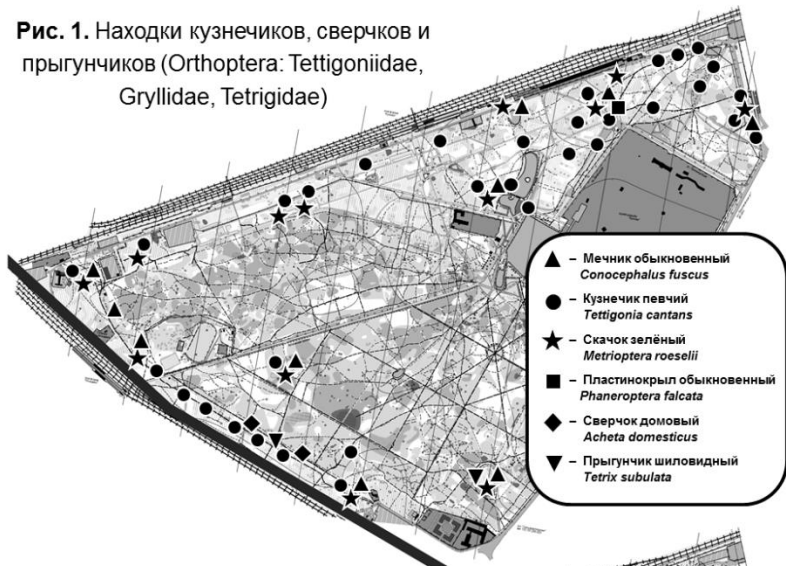 Рис. 1. Находки кузнечиков, сверчков и
прыгунчиков (Orthoptera: Tettigoniidae,
Gryllidae, Tetrigidae)
– Мечник обыкновенный
Conocephalus fuscus
– Кузнечик певчий
Tettigonia cantans
– Скачок зелёный
Metrioptera roeselii
– Пластинокрыл обыкновенный
Phaneroptera falcata
– Сверчок домовый
Acheta domesticus
– Прыгунчик шиловидный
Tetrix subulata